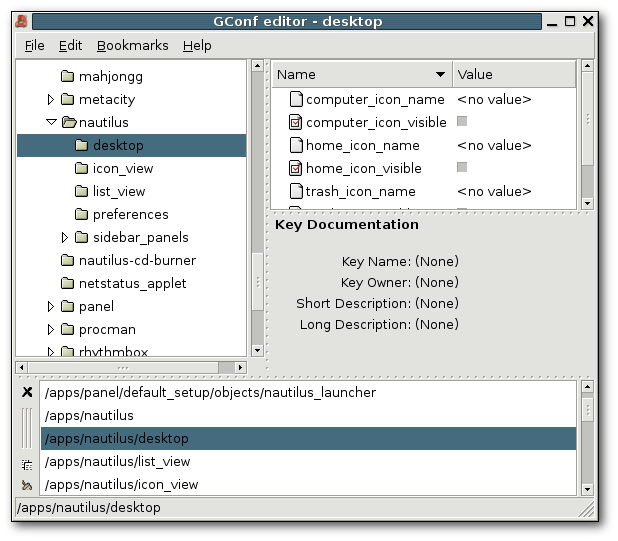 GConf editor - desktop
File Edit Bookmarks Help
mahjongg
metacity
nautilus
desktop
icon_view
list_view
preferences
sidebar_panels
nautilus-cd-burner
netstatus_applet
panel
procman
rhythmbox
Name Value
computer_icon_name <no value>
computer_icon_visible
home_icon_name <no value>
home_icon_visible
trash_icon_name <no value>
Key Documentation
Key Name: (None)
Key Owner: (None)
Short Description: (None)
Long Description: (None)
/apps/panel/default_setup/objects/nautilus_launcher
/apps/nautilus
/apps/nautilus/desktop
/apps/nautilus/list_view
/apps/nautilus/icon_view
/apps/nautilus/desktop